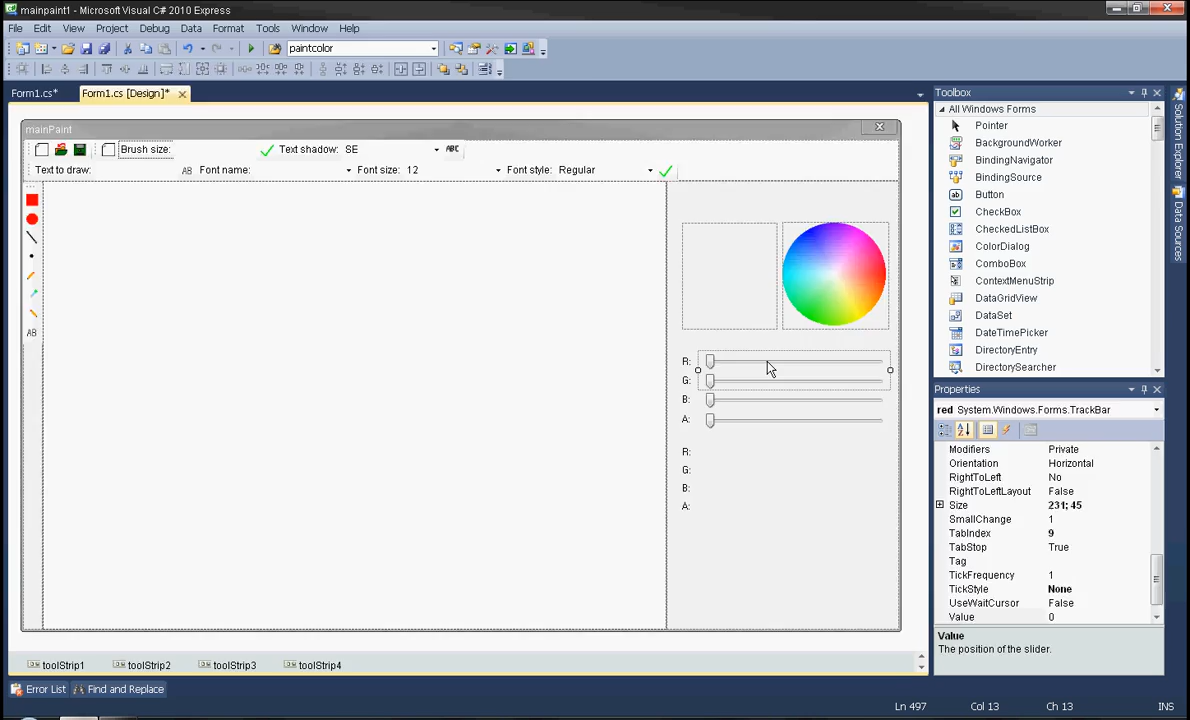 mainpaint1 - Microsoft Visual C# 2010 Express
File Edit View Project Debug Data Format Tools Window Help
paintcolor
Form1.cs* Form1.cs [Design]*
mainPaint
Brush size: Text shadow: SE ABC
Text to draw: AB Font name: Font size: 12 Font style: Regular
AB
R:
G:
B:
A:
R:
G:
B:
A:
toolStrip1 toolStrip2 toolStrip3 toolStrip4
Toolbox
All Windows Forms
Pointer
BackgroundWorker
BindingNavigator
BindingSource
ab Button
CheckBox
CheckedListBox
ColorDialog
ComboBox
ContextMenuStrip
DataGridView
DataSet
DateTimePicker
DirectoryEntry
DirectorySearcher
Properties
red System.Windows.Forms.TrackBar
Modifiers Private
Orientation Horizontal
RightToLeft No
RightToLeftLayout False
Size 231; 45
SmallChange 1
TabIndex 9
TabStop True
Tag
TickFrequency 1
TickStyle None
UseWaitCursor False
Value 0
Value
The position of the slider.
Solution Explorer
Data Sources
Error List Find and Replace
Ln 497 Col 13 Ch 13 INS